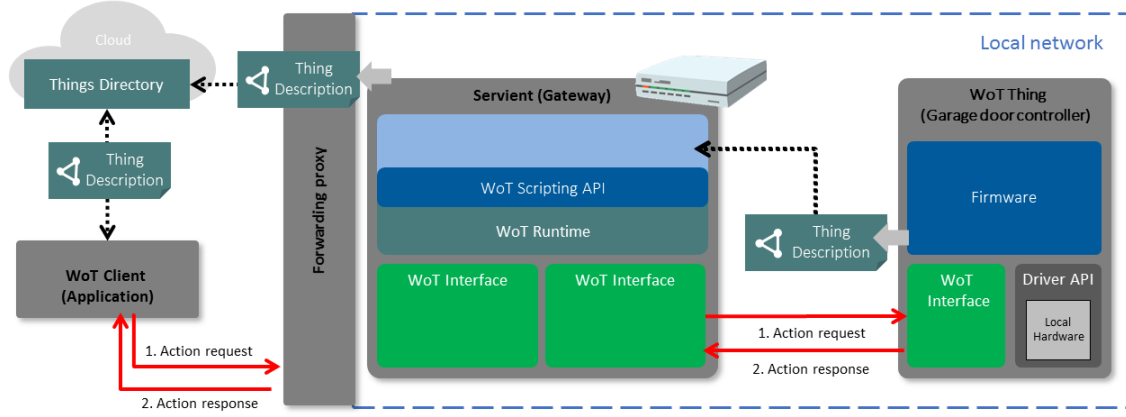 Cloud
Things Directory
Thing
Description
Thing
Description
WoT Client
(Application)
1. Action request
2. Action response
Forwarding proxy
Local network
Servient (Gateway)
WoT Scripting API
WoT Runtime
WoT Interface
WoT Interface
Thing
Description
1. Action request
2. Action response
WoT Thing
(Garage door controller)
Firmware
WoT
Interface
Driver API
Local
Hardware